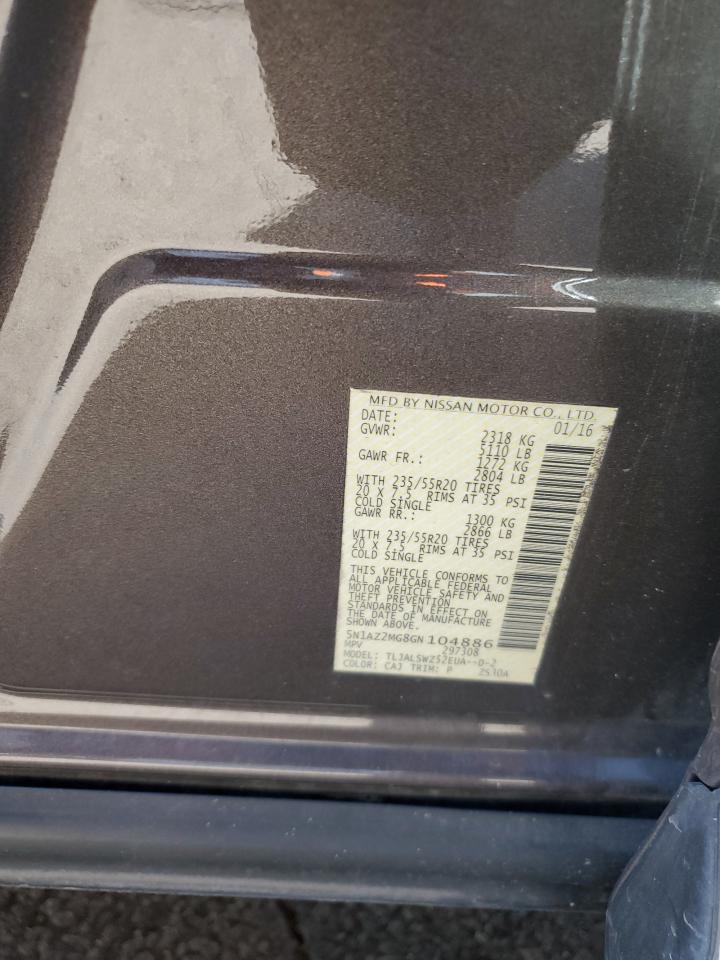 MFD BY NISSAN MOTOR CO., LTD.
DATE: 01/16
GVWR: 2318 KG
5110 LB
GAWR FR.: 1272 KG
2804 LB
WITH 235/55R20 TIRES
20 X 7.5 RIMS AT 35 PSI
COLD SINGLE
GAWR RR.: 1300 KG
2866 LB
WITH 235/55R20 TIRES
20 X 7.5 RIMS AT 35 PSI
COLD SINGLE
THIS VEHICLE CONFORMS TO
ALL APPLICABLE FEDERAL
MOTOR VEHICLE SAFETY AND
THEFT PREVENTION
STANDARDS IN EFFECT ON
THE DATE OF MANUFACTURE
SHOWN ABOVE.
5N1AZ2MG8GN104886
MPV 297308
MODEL: TLJALSWZ52EUA--D-2
COLOR: CAJ TRIM: P